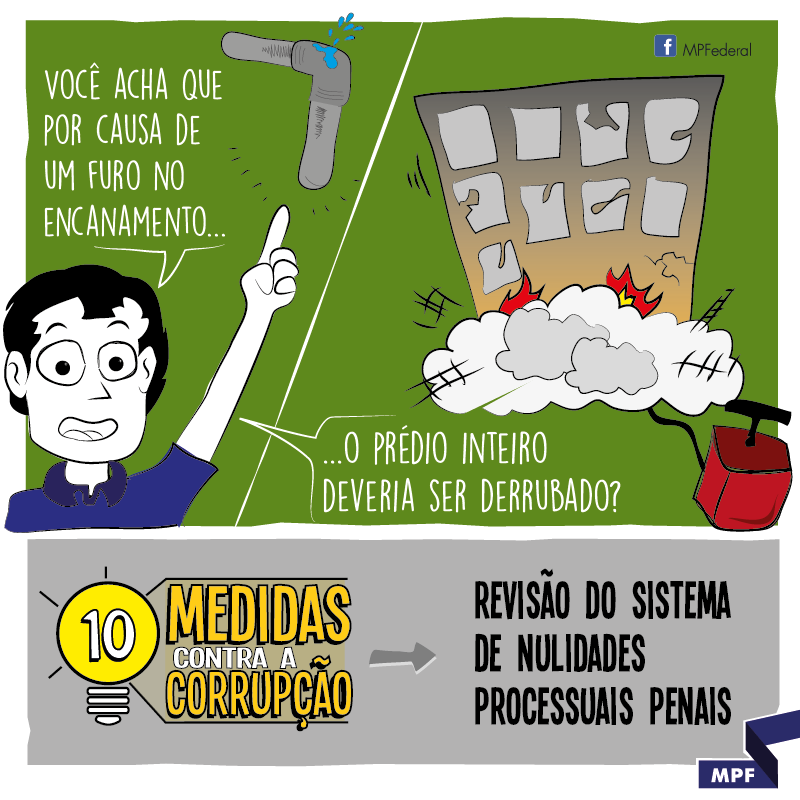 MPFederal
VOCÊ ACHA QUE
POR CAUSA DE
UM FURO NO
ENCANAMENTO...
...O PRÉDIO INTEIRO
DEVERIA SER DERRUBADO?
10
MEDIDAS
CONTRA A
CORRUPÇÃO
REVISÃO DO SISTEMA
DE NULIDADES
PROCESSUAIS PENAIS
MPF